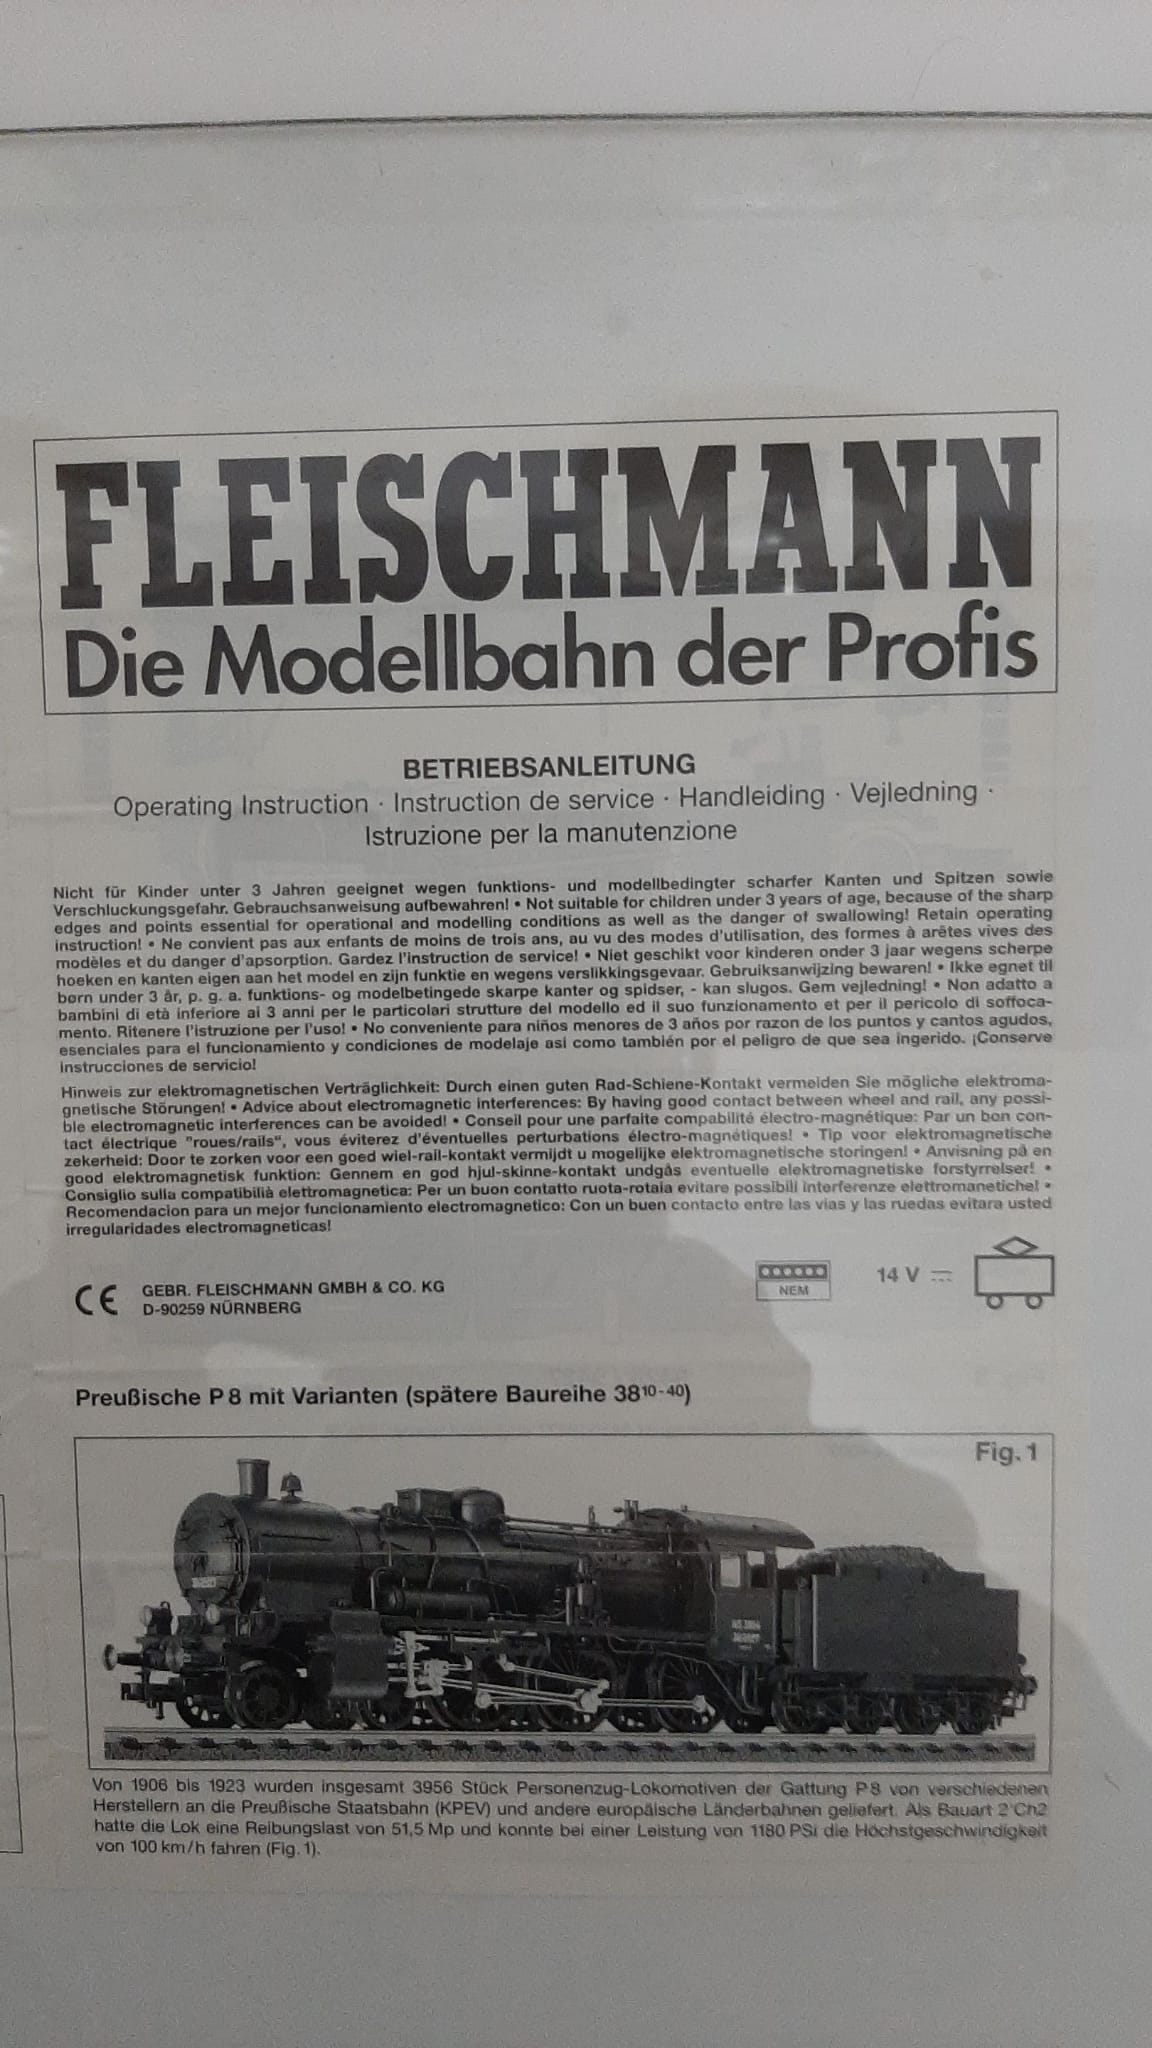 FLEISCHMANN
Die Modellbahn der Profis
BETRIEBSANLEITUNG
Operating Instruction · Instruction de service · Handleiding · Vejledning ·
Istruzione per la manutenzione
Nicht für Kinder unter 3 Jahren geeignet wegen funktions- und modellbedingter scharfer Kanten und Spitzen sowie
Verschluckungsgefahr. Gebrauchsanweisung aufbewahren! • Not suitable for children under 3 years of age, because of the sharp
edges and points essential for operational and modelling conditions as well as the danger of swallowing! Retain operating
instruction! • Ne convient pas aux enfants de moins de trois ans, au vu des modes d'utilisation, des formes à arêtes vives des
modèles et du danger d'apsorption. Gardez l'instruction de service! • Niet geschikt voor kinderen onder 3 jaar wegens scherpe
hoeken en kanten eigen aan het model en zijn funktie en wegens verslikkingsgevaar. Gebruiksanwijzing bewaren! • Ikke egnet til
børn under 3 år, p. g. a. funktions- og modelbetingede skarpe kanter og spidser, - kan slugos. Gem vejledning! • Non adatto a
bambini di età inferiore ai 3 anni per le particolari strutture del modello ed il suo funzionamento et per il pericolo di soffoca-
mento. Ritenere l'istruzione per l'uso! • No conveniente para niños menores de 3 años por razon de los puntos y cantos agudos,
esenciales para el funcionamiento y condiciones de modelaje asi como también por el peligro de que sea ingerido. ¡Conserve
instrucciones de servicio!
Hinweis zur elektromagnetischen Verträglichkeit: Durch einen guten Rad-Schiene-Kontakt vermeiden Sie mögliche elektroma-
gnetische Störungen! • Advice about electromagnetic interferences: By having good contact between wheel and rail, any possi-
ble electromagnetic interferences can be avoided! • Conseil pour une parfaite compabilité électro-magnétique: Par un bon con-
tact électrique "roues/rails", vous éviterez d'éventuelles perturbations électro-magnétiques! • Tip voor elektromagnetische
zekerheid: Door te zorken voor een goed wiel-rail-kontakt vermijdt u mogelijke elektromagnetische storingen! • Anvisning på en
good elektromagnetisk funktion: Gennem en god hjul-skinne-kontakt undgås eventuelle elektromagnetiske forstyrrelser! •
Consiglio sulla compatibilià elettromagnetica: Per un buon contatto ruota-rotaia evitare possibili interferenze elettromanetiche! •
Recomendacion para un mejor funcionamiento electromagnetico: Con un buen contacto entre las vias y las ruedas evitara usted
irregularidades electromagneticas!
CE GEBR. FLEISCHMANN GMBH & CO. KG
D-90259 NÜRNBERG
NEM
14 V
Preußische P 8 mit Varianten (spätere Baureihe 38¹⁰⁻⁴⁰)
Fig. 1
Von 1906 bis 1923 wurden insgesamt 3956 Stück Personenzug-Lokomotiven der Gattung P 8 von verschiedenen
Herstellern an die Preußische Staatsbahn (KPEV) und andere europäische Länderbahnen geliefert. Als Bauart 2'Ch2
hatte die Lok eine Reibungslast von 51,5 Mp und konnte bei einer Leistung von 1180 PSi die Höchstgeschwindigkeit
von 100 km/h fahren (Fig. 1).